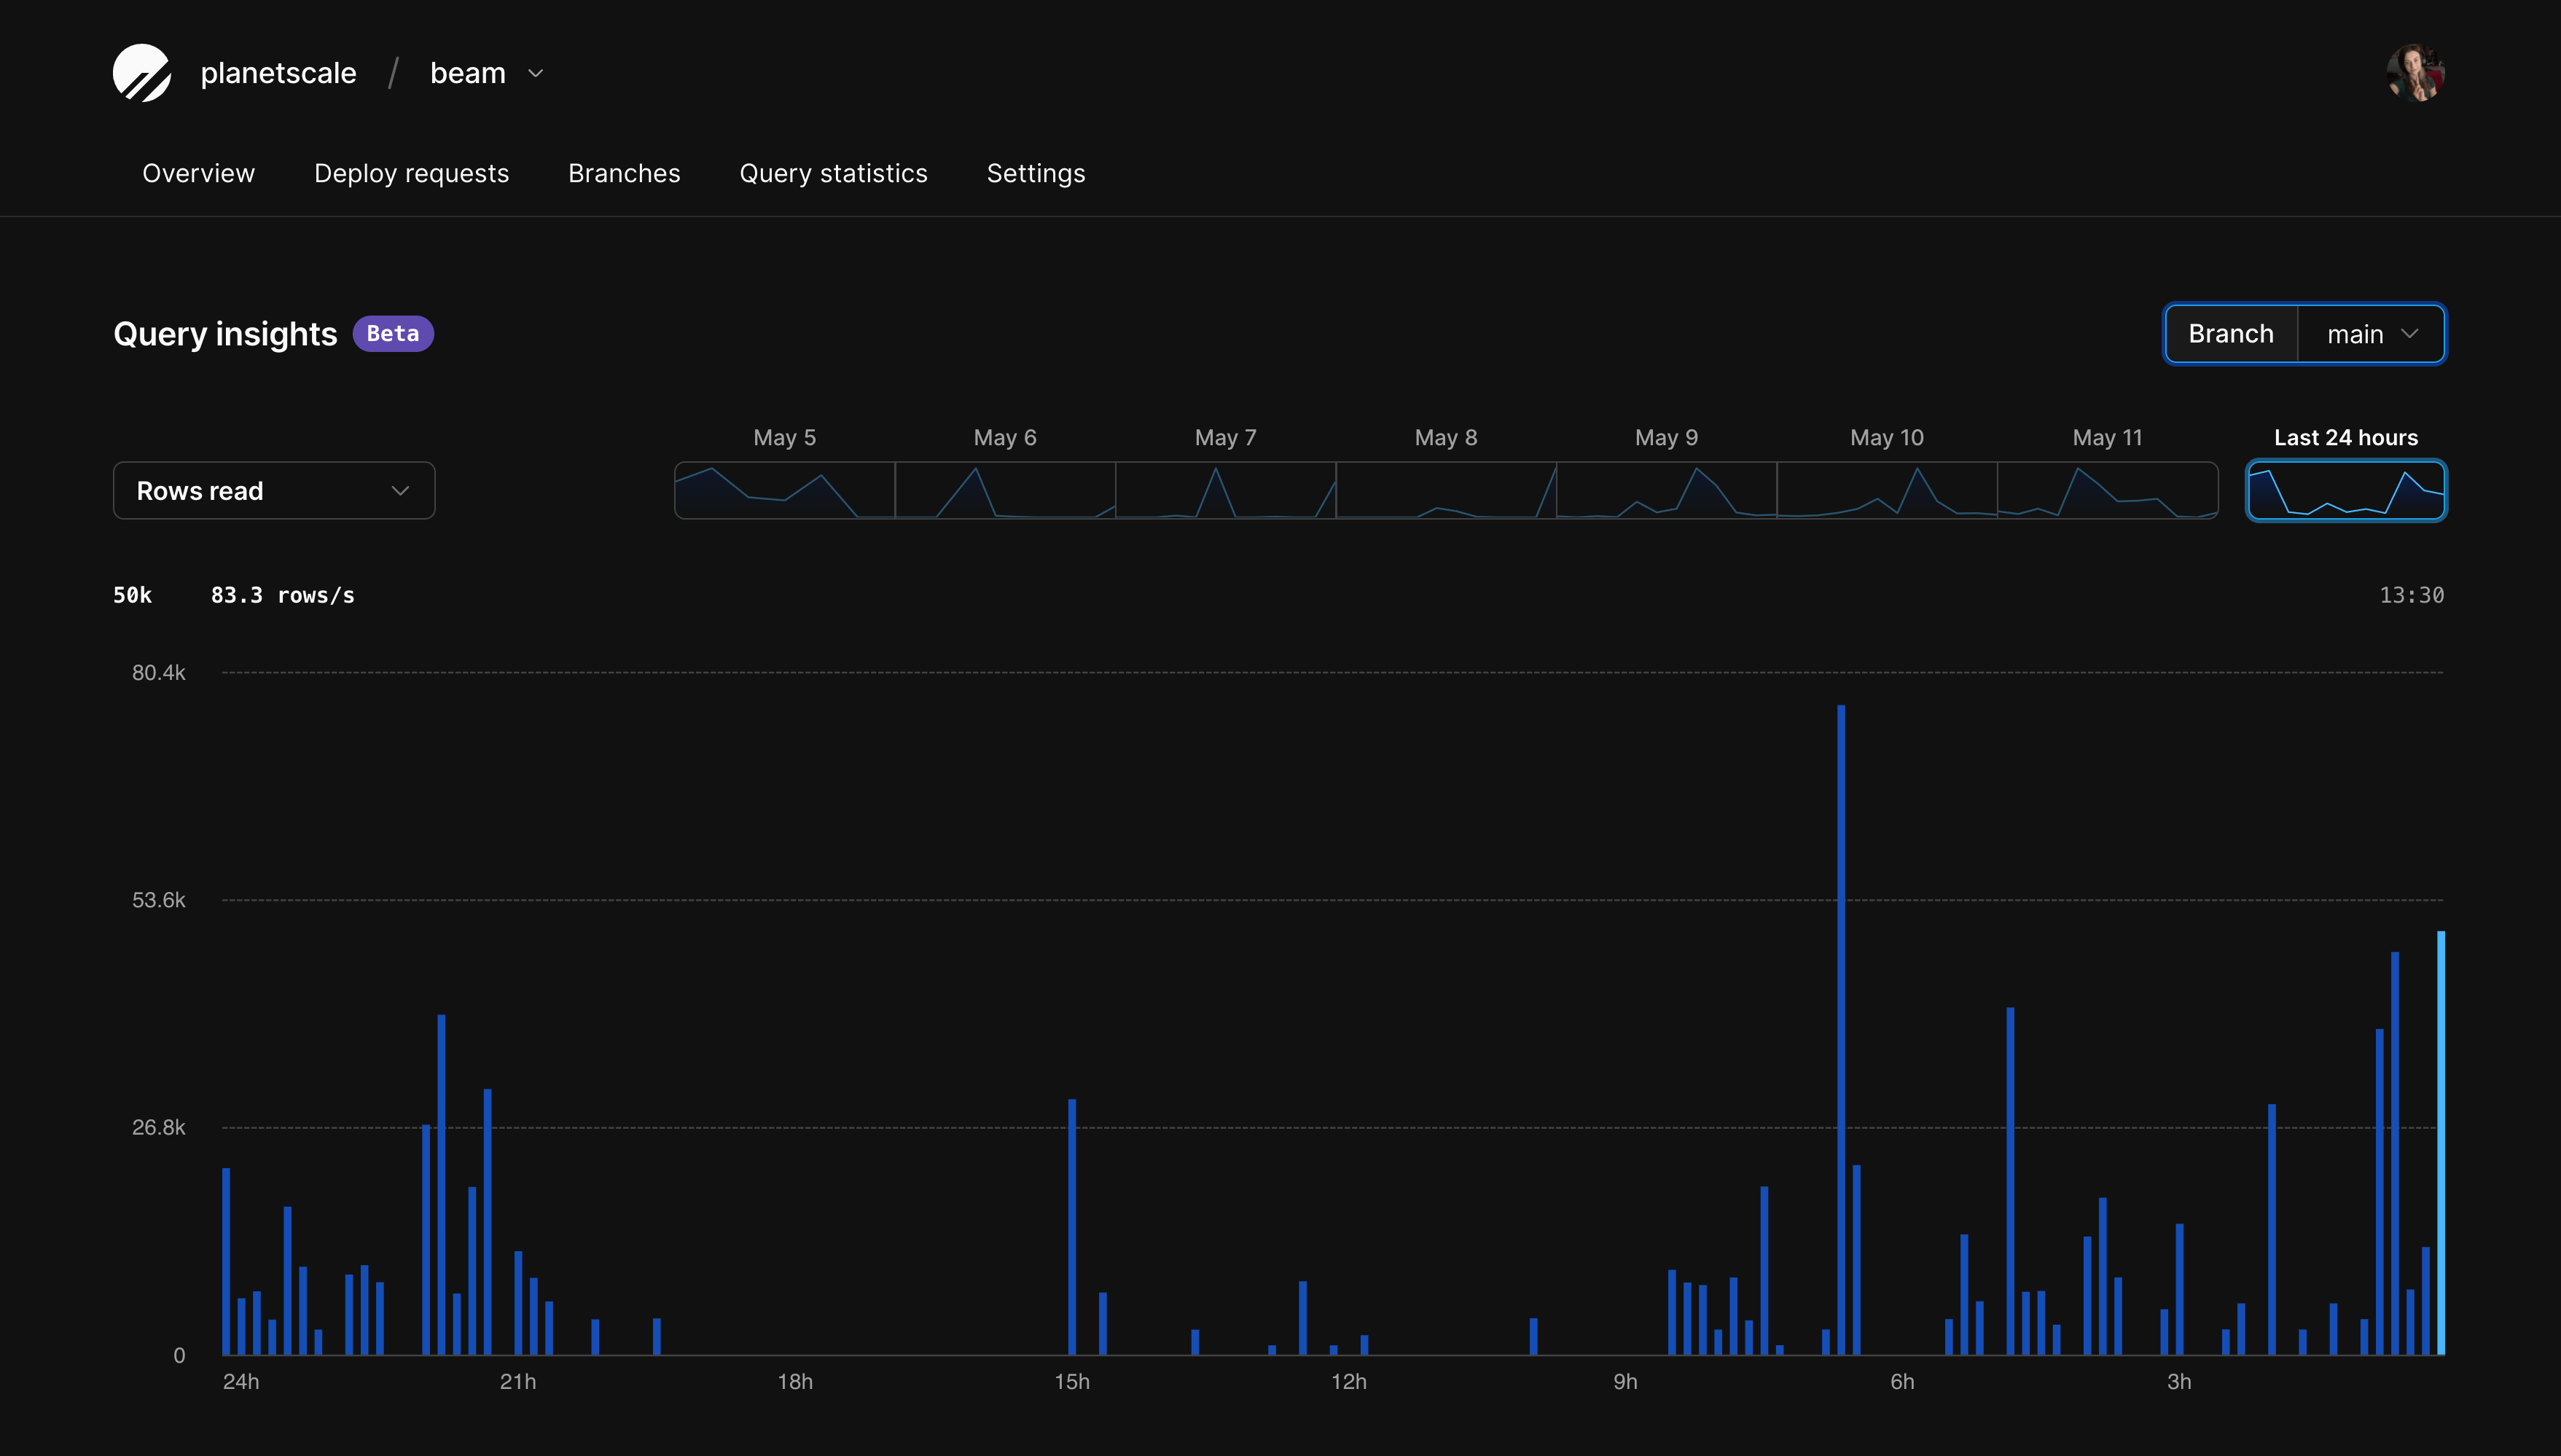 planetscale / beam
Overview Deploy requests Branches Query statistics Settings
Query insights Beta
Branch main
May 5 May 6 May 7 May 8 May 9 May 10 May 11 Last 24 hours
Rows read
50k 83.3 rows/s 13:30
80.4k
53.6k
26.8k
0
24h 21h 18h 15h 12h 9h 6h 3h